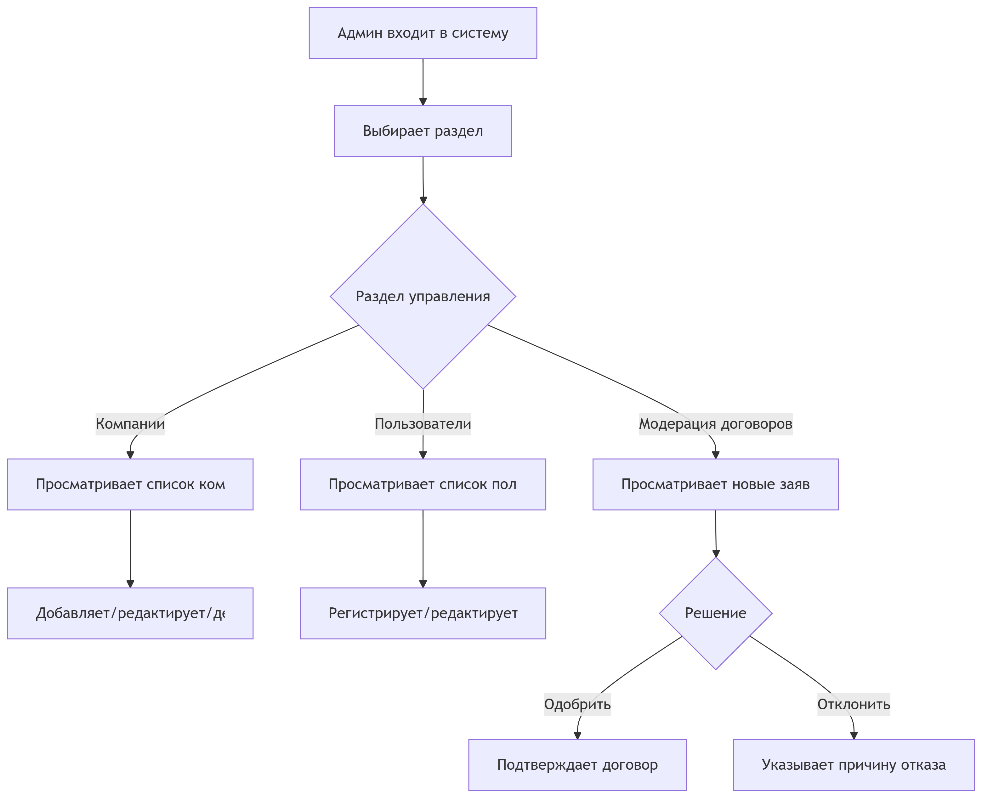 Админ входит в систему
Выбирает раздел
Раздел управления
Компании
Пользователи
Модерация договоров
Просматривает список ком
Просматривает список пол
Просматривает новые заяв
Добавляет/редактирует/де
Регистрирует/редактирует
Решение
Одобрить
Отклонить
Подтверждает договор
Указывает причину отказа